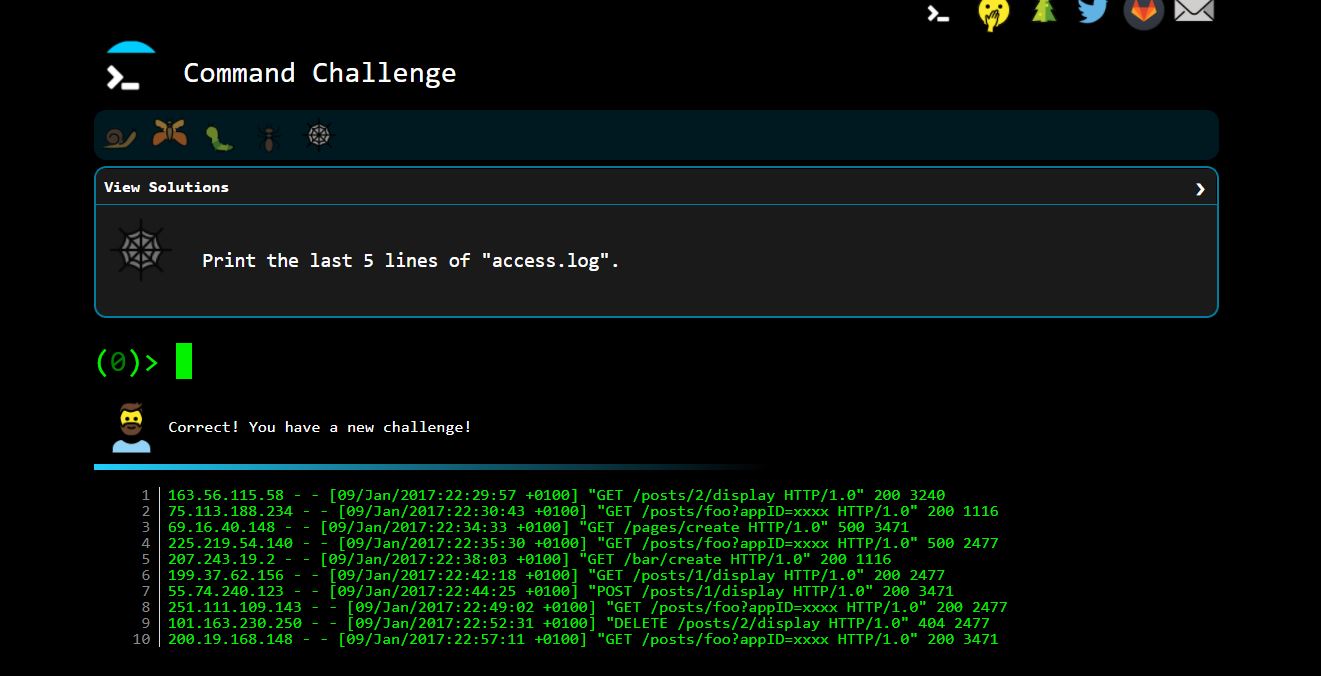 Command Challenge
View Solutions ❯
Print the last 5 lines of "access.log".
(0)>
Correct! You have a new challenge!
1 163.56.115.58 - - [09/Jan/2017:22:29:57 +0100] "GET /posts/2/display HTTP/1.0" 200 3240
2 75.113.188.234 - - [09/Jan/2017:22:30:43 +0100] "GET /posts/foo?appID=xxxx HTTP/1.0" 200 1116
3 69.16.40.148 - - [09/Jan/2017:22:34:33 +0100] "GET /pages/create HTTP/1.0" 500 3471
4 225.219.54.140 - - [09/Jan/2017:22:35:30 +0100] "GET /posts/foo?appID=xxxx HTTP/1.0" 500 2477
5 207.243.19.2 - - [09/Jan/2017:22:38:03 +0100] "GET /bar/create HTTP/1.0" 200 1116
6 199.37.62.156 - - [09/Jan/2017:22:42:18 +0100] "GET /posts/1/display HTTP/1.0" 200 2477
7 55.74.240.123 - - [09/Jan/2017:22:44:25 +0100] "POST /posts/1/display HTTP/1.0" 200 3471
8 251.111.109.143 - - [09/Jan/2017:22:49:02 +0100] "GET /posts/foo?appID=xxxx HTTP/1.0" 200 2477
9 101.163.230.250 - - [09/Jan/2017:22:52:31 +0100] "DELETE /posts/2/display HTTP/1.0" 404 2477
10 200.19.168.148 - - [09/Jan/2017:22:57:11 +0100] "GET /posts/foo?appID=xxxx HTTP/1.0" 200 3471